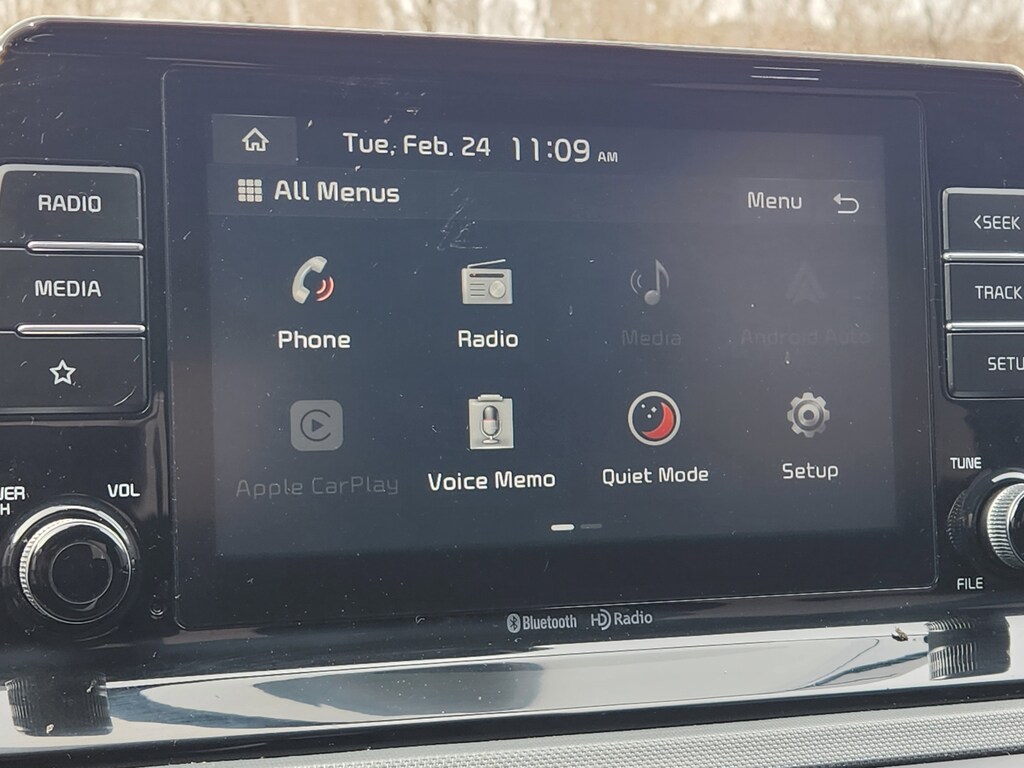 Tue, Feb. 24 11:09 AM
All Menus
Menu
RADIO
MEDIA
<SEEK
TRACK
Phone
Radio
Media
Android Auto
Apple CarPlay
Voice Memo
Quiet Mode
Setup
VOL
TUNE
FILE
Bluetooth HD Radio